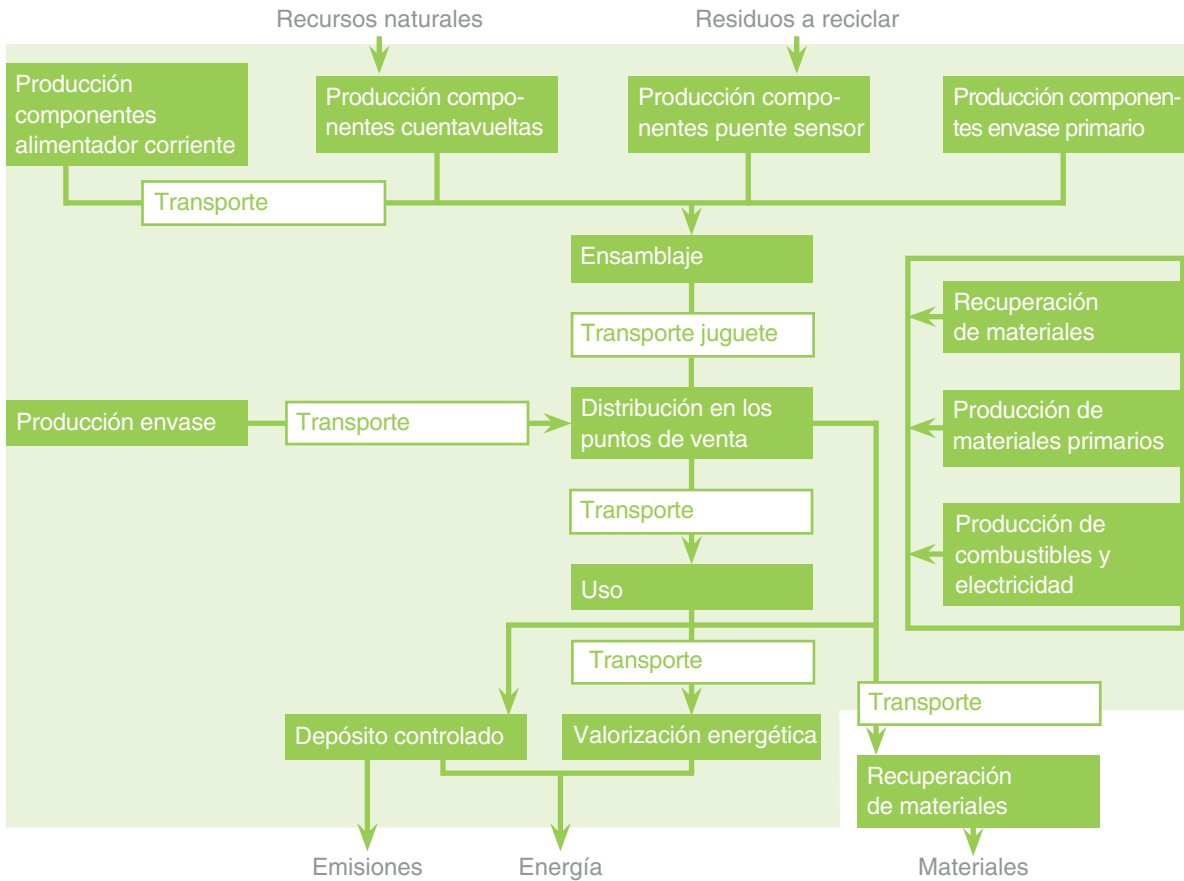 Recursos naturales
Residuos a reciclar
Producción
componentes
alimentador corriente
Producción compo-
nentes cuentavueltas
Producción compo-
nentes puente sensor
Producción componen-
tes envase primario
Transporte
Ensamblaje
Transporte juguete
Recuperación
de materiales
Producción envase
Transporte
Distribución en los
puntos de venta
Producción de
materiales primarios
Transporte
Producción de
combustibles y
electricidad
Uso
Transporte
Transporte
Depósito controlado
Valorización energética
Recuperación
de materiales
Emisiones
Energía
Materiales